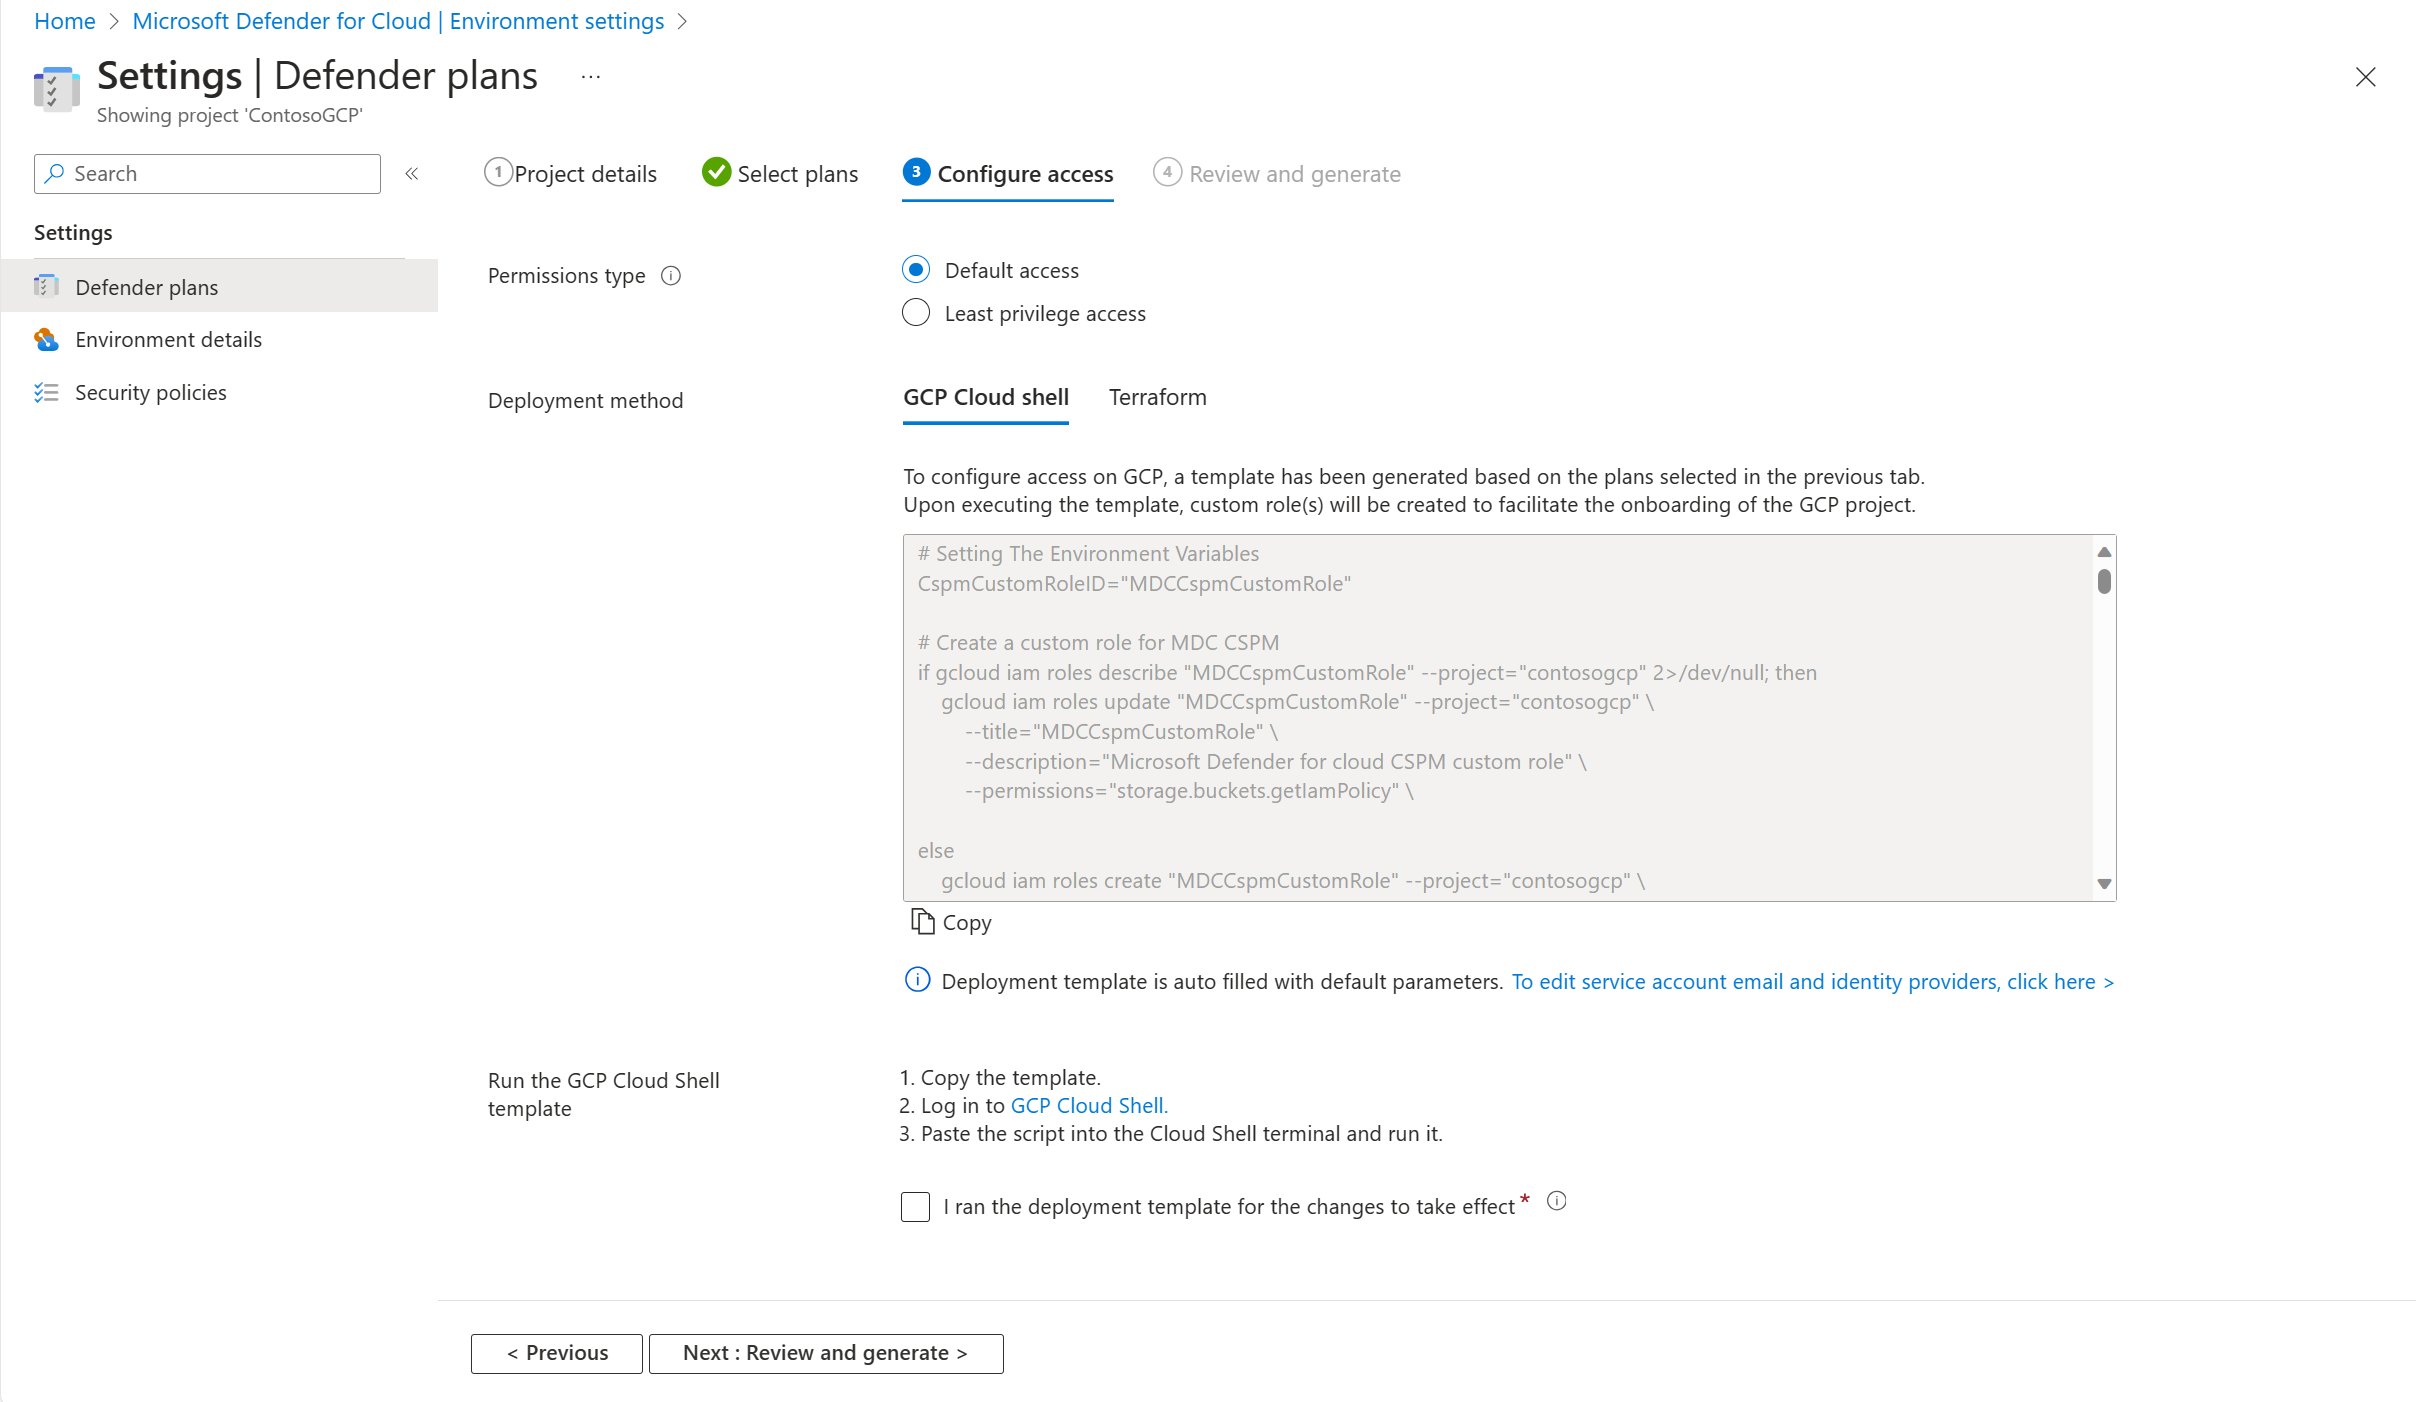 Home > Microsoft Defender for Cloud | Environment settings >
Settings | Defender plans ...
Showing project 'ContosoGCP'
Search «
Settings
Defender plans
Environment details
Security policies
1 Project details Select plans 3 Configure access 4 Review and generate
Permissions type
Default access
Least privilege access
Deployment method
GCP Cloud shell Terraform
To configure access on GCP, a template has been generated based on the plans selected in the previous tab.
Upon executing the template, custom role(s) will be created to facilitate the onboarding of the GCP project.
# Setting The Environment Variables
CspmCustomRoleID="MDCCspmCustomRole"
# Create a custom role for MDC CSPM
if gcloud iam roles describe "MDCCspmCustomRole" --project="contosogcp" 2>/dev/null; then
gcloud iam roles update "MDCCspmCustomRole" --project="contosogcp" \
--title="MDCCspmCustomRole" \
--description="Microsoft Defender for cloud CSPM custom role" \
--permissions="storage.buckets.getIamPolicy" \
else
gcloud iam roles create "MDCCspmCustomRole" --project="contosogcp" \
Copy
Deployment template is auto filled with default parameters. To edit service account email and identity providers, click here >
Run the GCP Cloud Shell
template
1. Copy the template.
2. Log in to GCP Cloud Shell.
3. Paste the script into the Cloud Shell terminal and run it.
I ran the deployment template for the changes to take effect *
< Previous
Next : Review and generate >